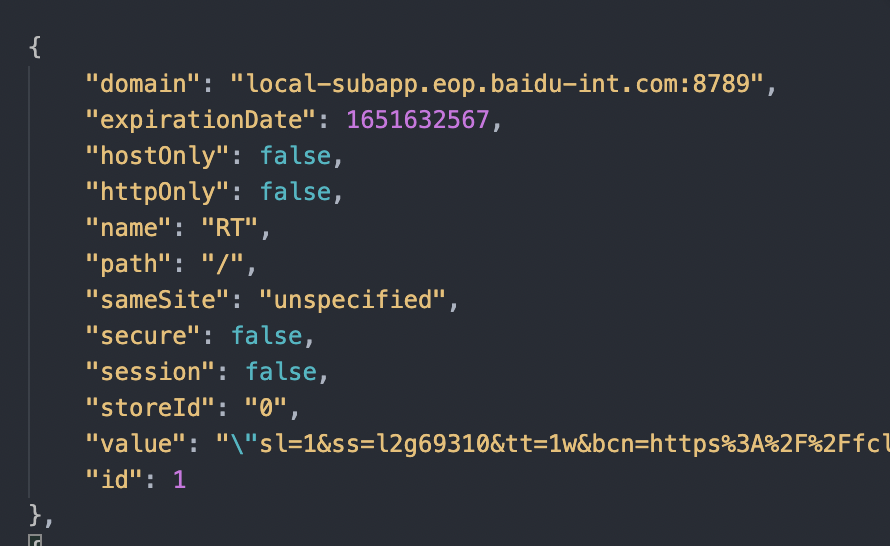 {
"domain": "local-subapp.eop.baidu-int.com:8789",
"expirationDate": 1651632567,
"hostOnly": false,
"httpOnly": false,
"name": "RT",
"path": "/",
"sameSite": "unspecified",
"secure": false,
"session": false,
"storeId": "0",
"value": "\"sl=1&ss=l2g69310&tt=1w&bcn=https%3A%2F%2Ffcl
"id": 1
},
{